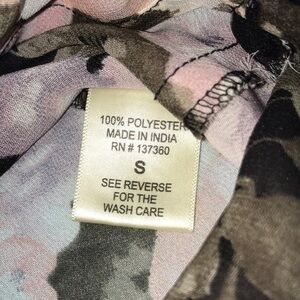 100% POLYESTER
MADE IN INDIA
RN # 137360
S
SEE REVERSE
FOR THE
WASH CARE